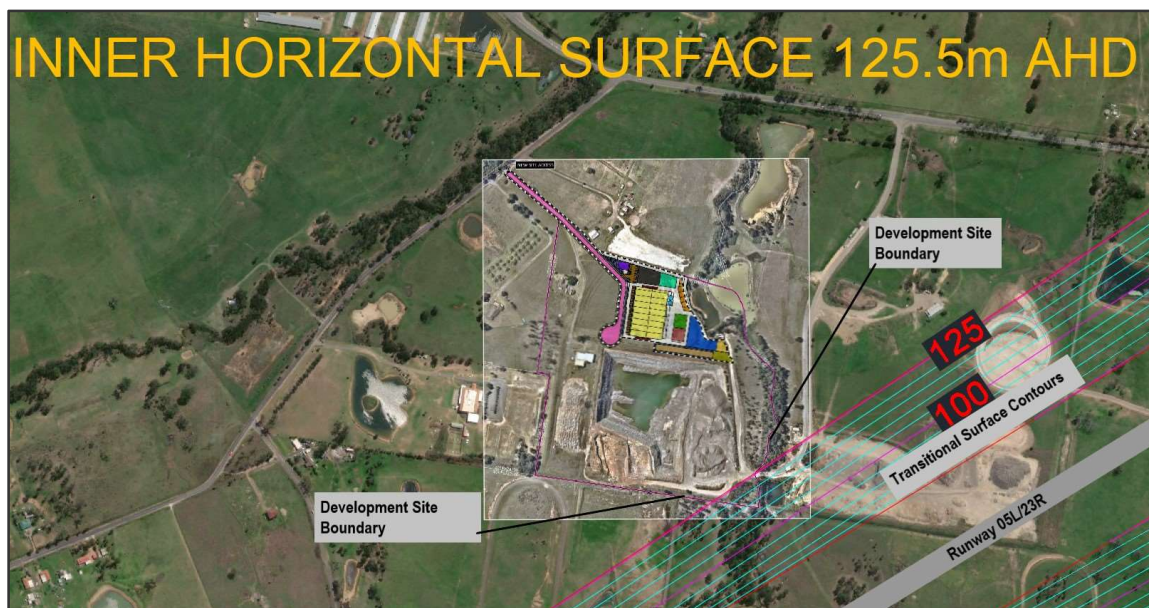 INNER HORIZONTAL SURFACE 125.5m AHD
Development Site
Boundary
125
100
Transitional Surface Contours
Development Site
Boundary
Runway 05L/23R